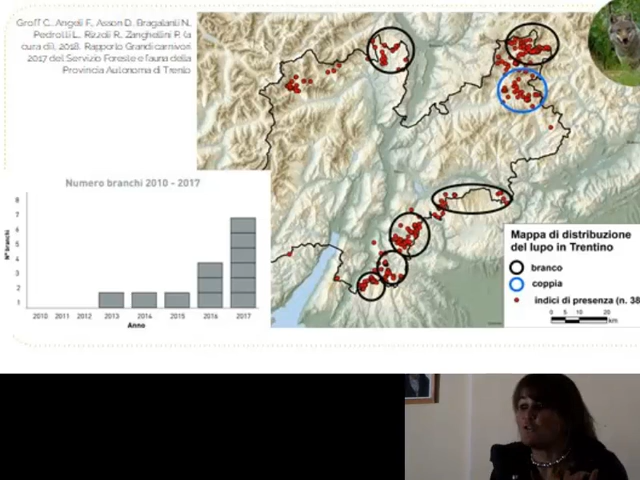 Groff C., Angeli F., Asson D., Bragalanti N.,
Pedrotti L., Rizzoli R., Zanghellini P. (a
cura di), 2018. Rapporto Grandi carnivori
2017 del Servizio Foreste e fauna della
Provincia Autonoma di Trento
Numero branchi 2010 - 2017
N° branchi
8
7
6
5
4
3
2
1
2010 2011 2012 2013 2014 2015 2016 2017
Anno
Mappa di distribuzione
del lupo in Trentino
branco
coppia
indici di presenza (n. 38
0 5 10 20
km